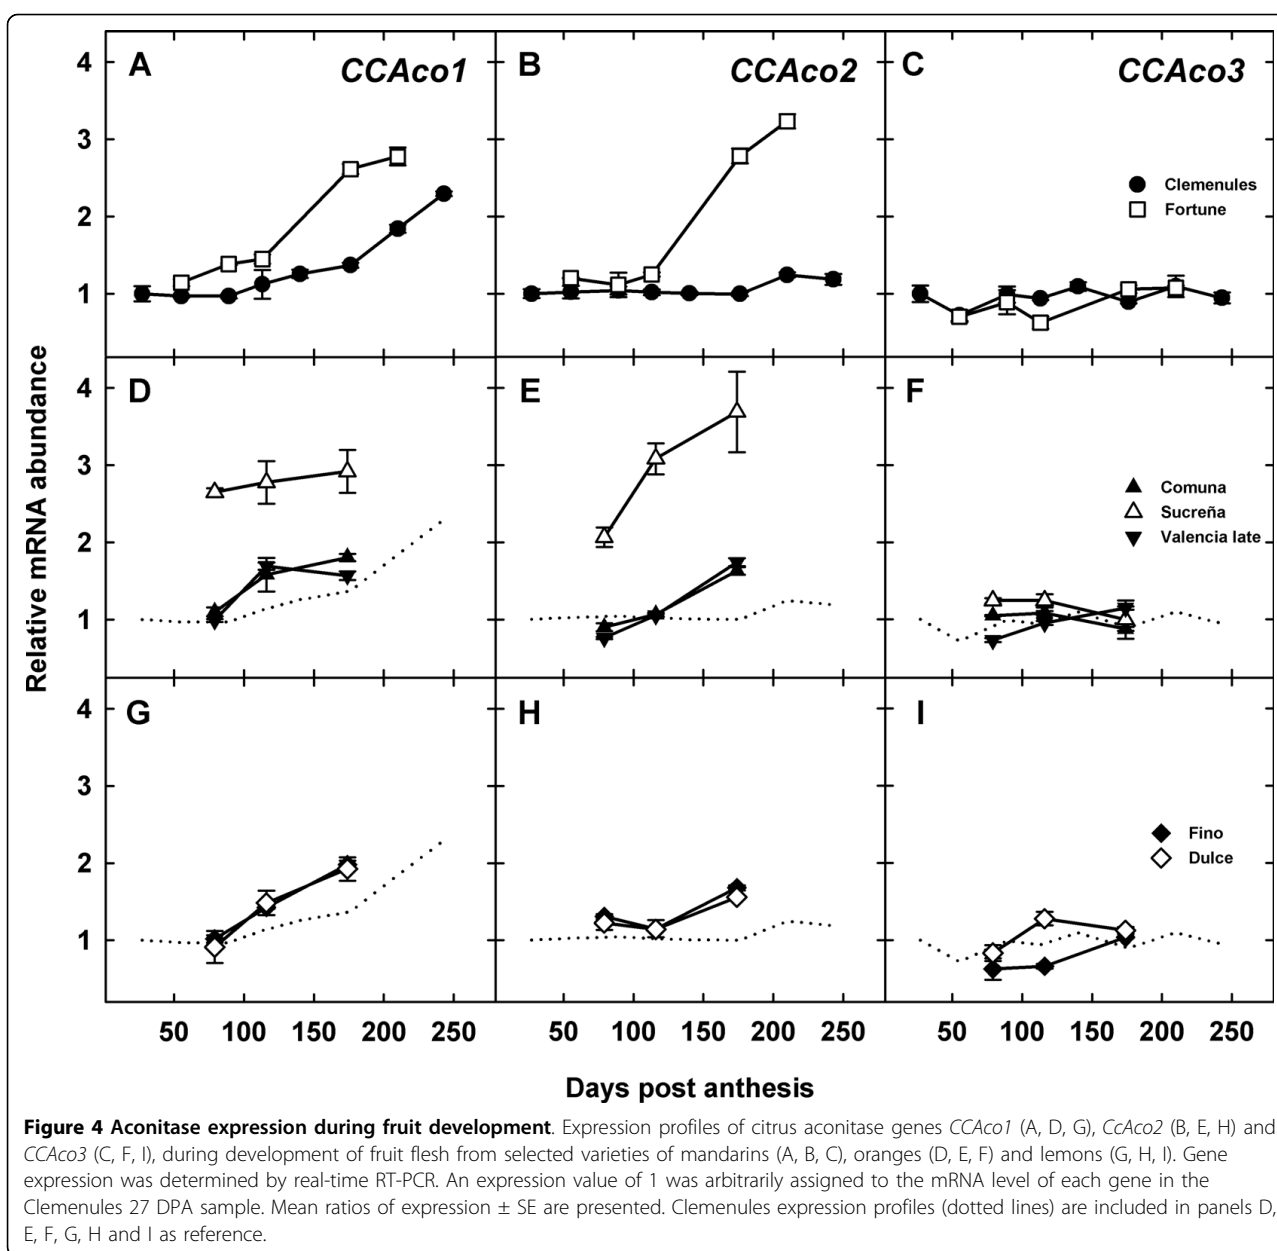 A
CCAco1
B
CCAco2
C
CCAco3
4
3
2
1
Clemenules
Fortune
D
E
F
4
3
2
1
Comuna
Sucreña
Valencia late
G
H
I
4
3
2
1
Fino
Dulce
Relative mRNA abundance
50 100 150 200 250 50 100 150 200 250 50 100 150 200 250
Days post anthesis
Figure 4 Aconitase expression during fruit development. Expression profiles of citrus aconitase genes CCAco1 (A, D, G), CcAco2 (B, E, H) and
CCAco3 (C, F, I), during development of fruit flesh from selected varieties of mandarins (A, B, C), oranges (D, E, F) and lemons (G, H, I). Gene
expression was determined by real-time RT-PCR. An expression value of 1 was arbitrarily assigned to the mRNA level of each gene in the
Clemenules 27 DPA sample. Mean ratios of expression ± SE are presented. Clemenules expression profiles (dotted lines) are included in panels D,
E, F, G, H and I as reference.